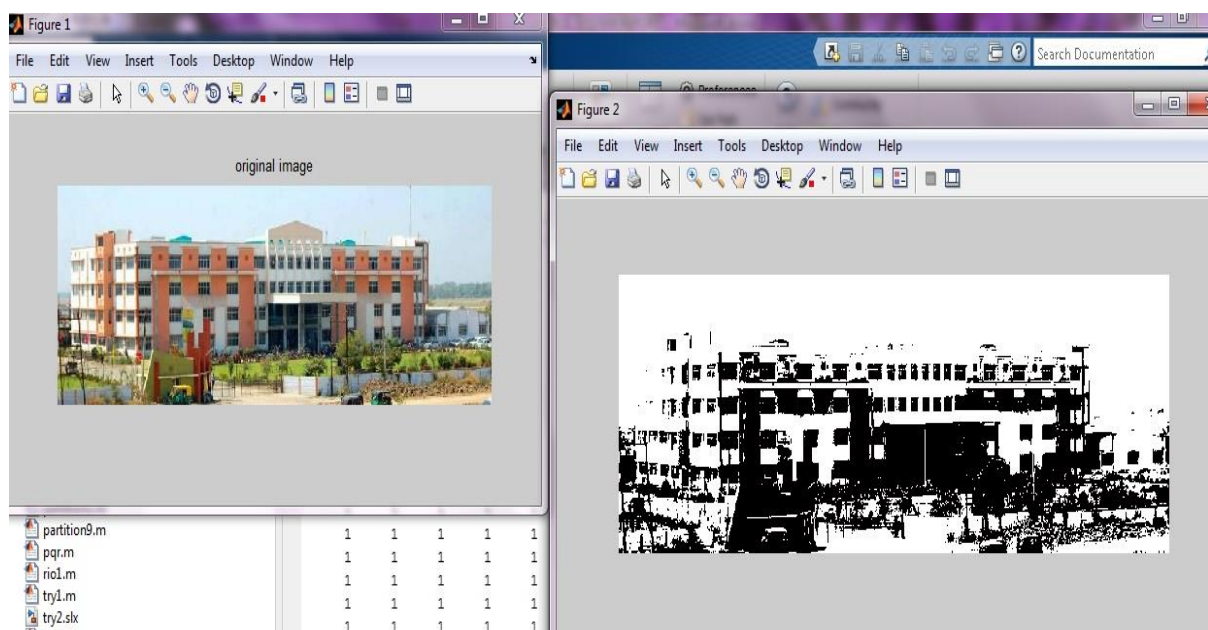 Figure 1
File Edit View Insert Tools Desktop Window Help
original image
Search Documentation
Preferences
Figure 2
File Edit View Insert Tools Desktop Window Help
partition9.m
pqr.m
rio1.m
try1.m
try2.slx
1 1 1 1 1
1 1 1 1 1
1 1 1 1 1
1 1 1 1 1
1 1 1 1 1